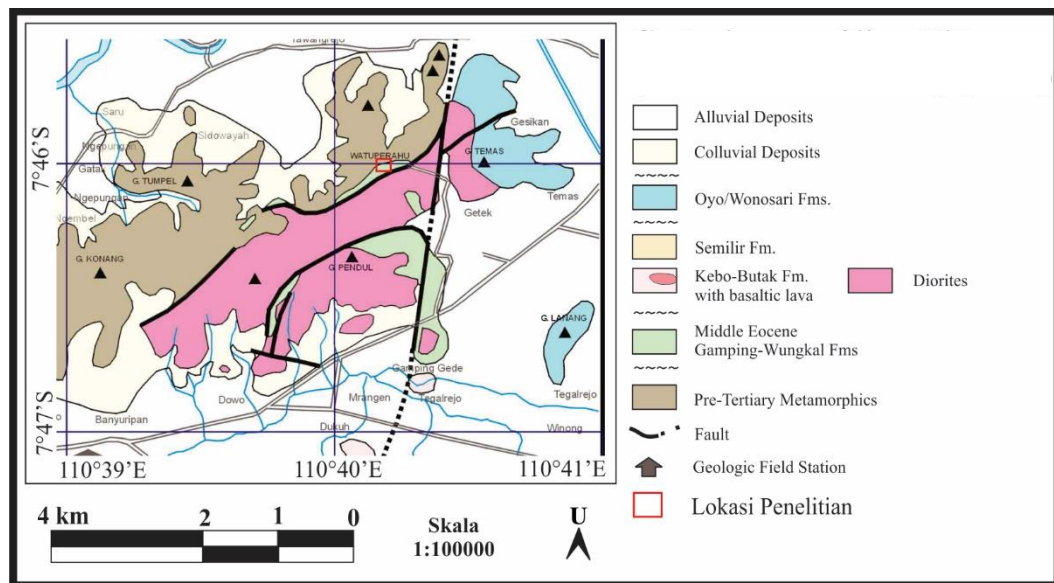 Tawangrejo
Saru
Sidowayah
Ngepungan
Gata
G. TUMPEL
Ngepungan
G. KONANG
WATUPERAHU
G. TEMAS
Gesikan
Temas
Getek
G. PENDUL
G. LANANG
Gamping Gede
Dowo
Mrangen
Tegalrejo
Tegalrejo
Banyuripan
Dukuh
Winong
7°46'S
7°47'S
110°39'E
110°40'E
110°41'E
4 km
2
1
0
Skala
1:100000
U
Alluvial Deposits
Colluvial Deposits
Oyo/Wonosari Fms.
Semilir Fm.
Kebo-Butak Fm.
with basaltic lava
Diorites
Middle Eocene
Gamping-Wungkal Fms
Pre-Tertiary Metamorphics
Fault
Geologic Field Station
Lokasi Penelitian